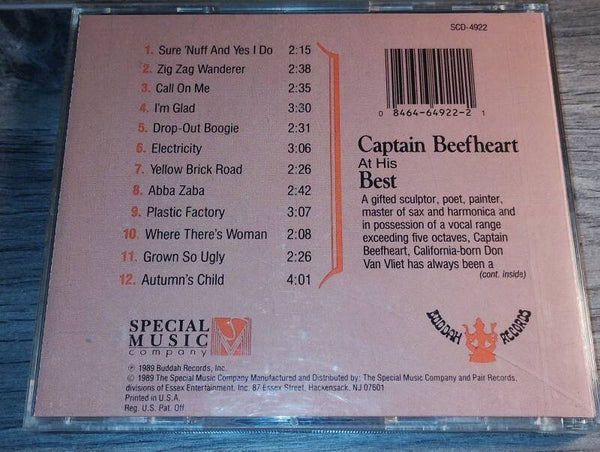 SCD-4922
1. Sure 'Nuff And Yes I Do 2:15
2. Zig Zag Wanderer 2:38
3. Call On Me 2:35
4. I'm Glad 3:30
5. Drop-Out Boogie 2:31
6. Electricity 3:06
7. Yellow Brick Road 2:26
8. Abba Zaba 2:42
9. Plastic Factory 3:07
10. Where There's Woman 2:08
11. Grown So Ugly 2:26
12. Autumn's Child 4:01
0 8464-64922-2 1
Captain Beefheart
At His
Best
A gifted sculptor, poet, painter,
master of sax and harmonica and
in possession of a vocal range
exceeding five octaves, Captain
Beefheart, California-born Don
Van Vliet has always been a
(cont. inside)
SPECIAL
MUSIC
company
BUDDAH RECORDS
℗ 1989 Buddah Records, Inc.
© 1989 The Special Music Company Manufactured and Distributed by: The Special Music Company and Pair Records,
divisions of Essex Entertainment. Inc. 87 Essex Street, Hackensack, NJ 07601
Printed in U.S.A.
Reg. U.S. Pat. Off